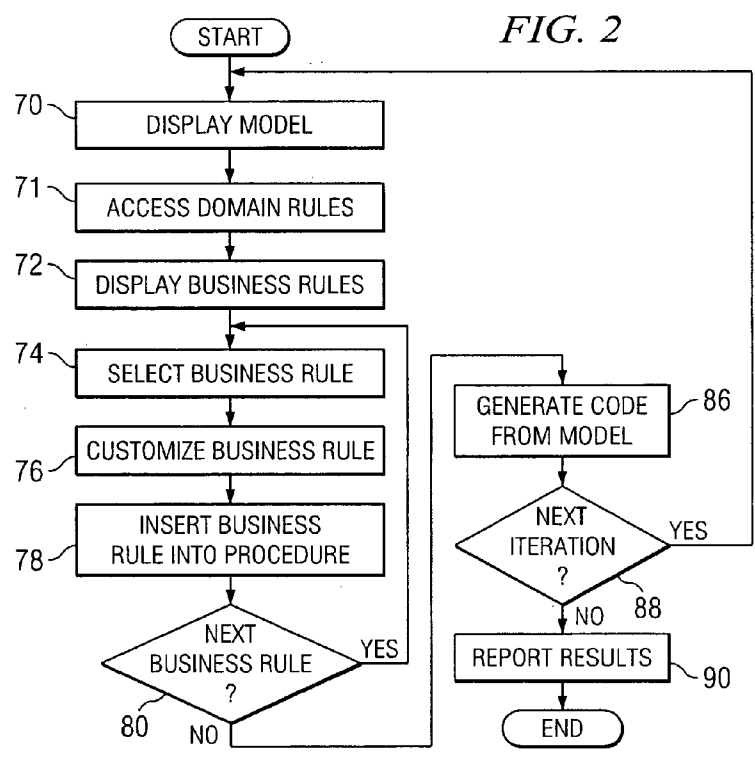 START
FIG. 2
70
DISPLAY MODEL
71
ACCESS DOMAIN RULES
72
DISPLAY BUSINESS RULES
74
SELECT BUSINESS RULE
76
CUSTOMIZE BUSINESS RULE
78
INSERT BUSINESS
RULE INTO PROCEDURE
NEXT
BUSINESS RULE
?
YES
80
NO
GENERATE CODE
FROM MODEL
86
NEXT
ITERATION
?
YES
88
NO
REPORT RESULTS
90
END